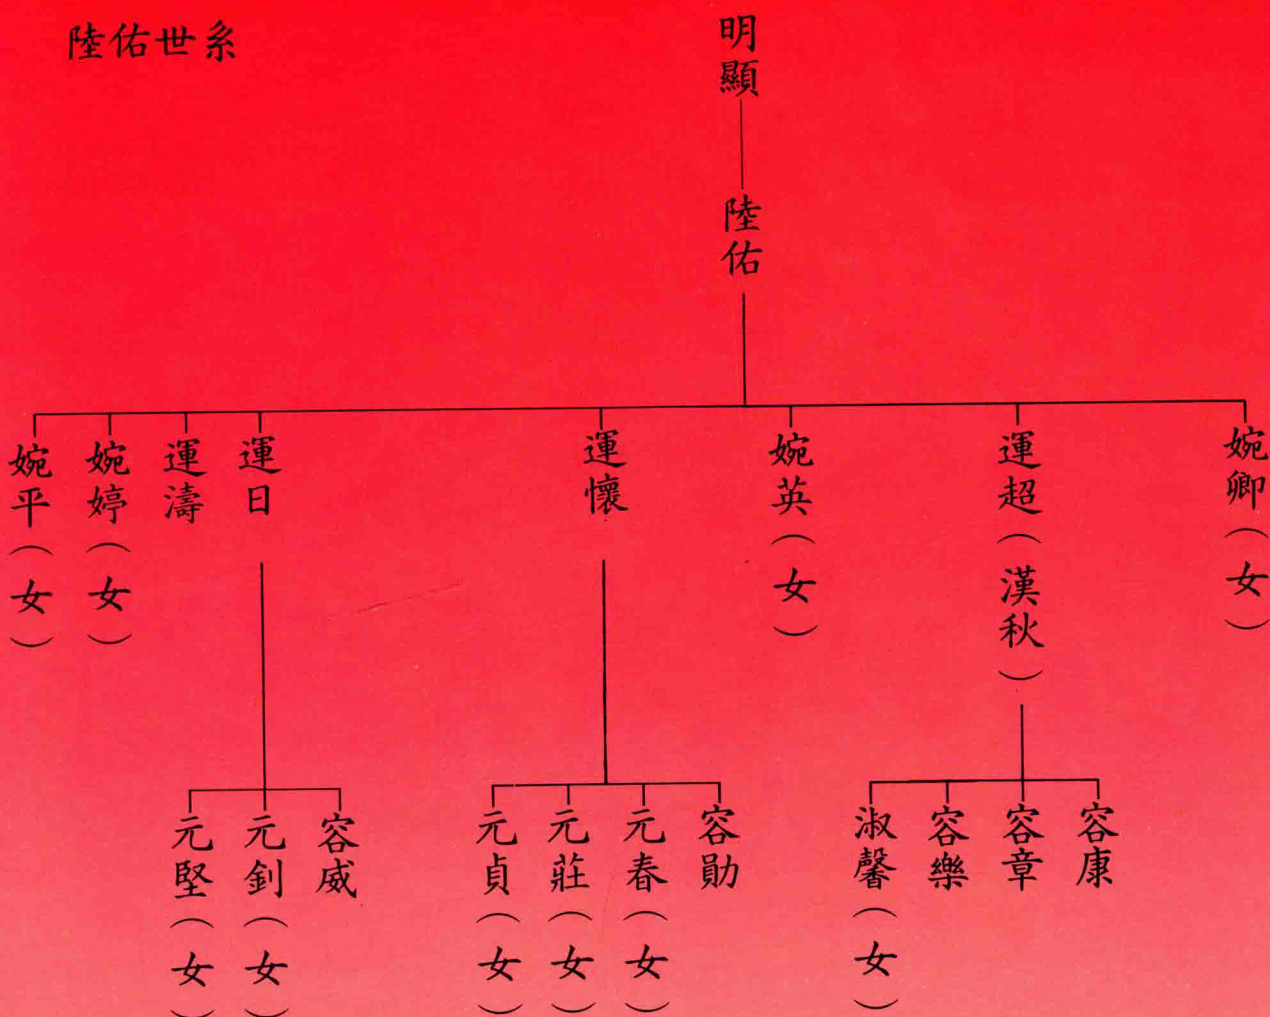 陸佑世系
明顯
陸佑
婉卿（女）
運超（漢秋）
婉英（女）
運懷
運日
運濤
婉婷（女）
婉平（女）
容康
容章
容樂
淑馨（女）
容勛
元春（女）
元莊（女）
元貞（女）
容威
元釗（女）
元堅（女）